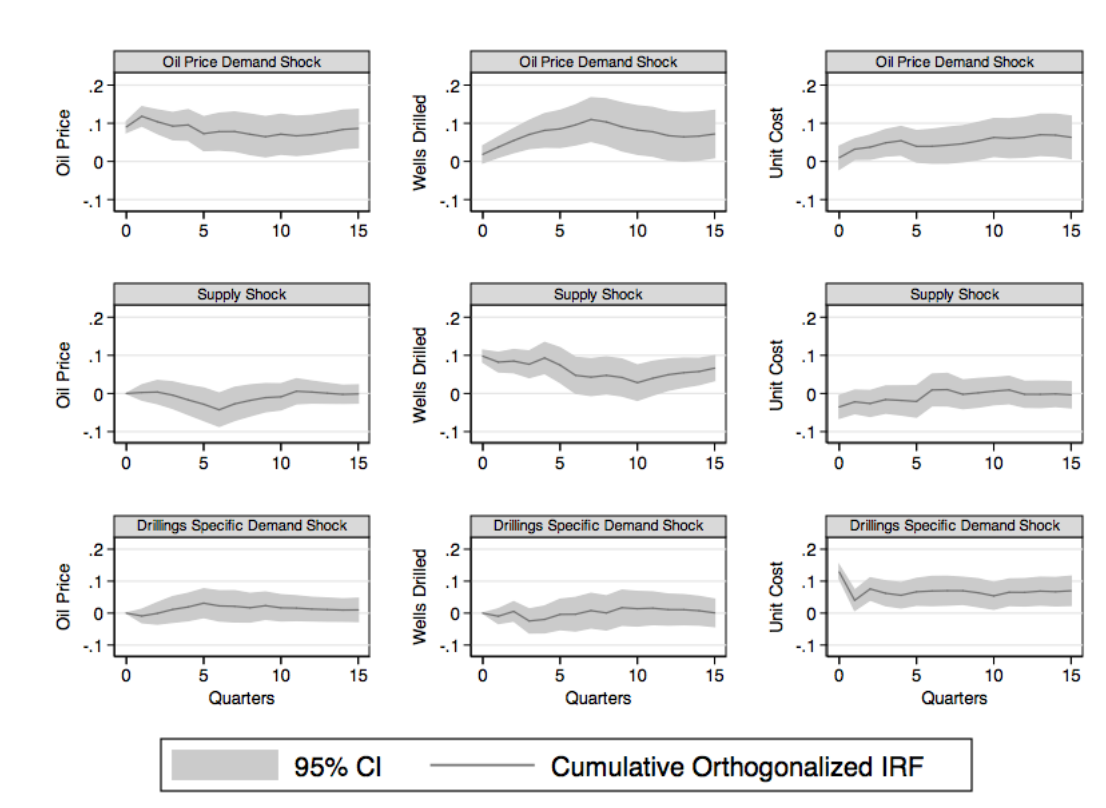 Oil Price Demand Shock
Oil Price Demand Shock
Oil Price Demand Shock
Oil Price
.2
.1
0
-.1
0 5 10 15
Wells Drilled
.2
.1
0
-.1
0 5 10 15
Unit Cost
.2
.1
0
-.1
0 5 10 15
Supply Shock
Supply Shock
Supply Shock
Oil Price
.2
.1
0
-.1
0 5 10 15
Wells Drilled
.2
.1
0
-.1
0 5 10 15
Unit Cost
.2
.1
0
-.1
0 5 10 15
Drillings Specific Demand Shock
Drillings Specific Demand Shock
Drillings Specific Demand Shock
Oil Price
.2
.1
0
-.1
0 5 10 15
Quarters
Wells Drilled
.2
.1
0
-.1
0 5 10 15
Quarters
Unit Cost
.2
.1
0
-.1
0 5 10 15
Quarters
95% CI
Cumulative Orthogonalized IRF